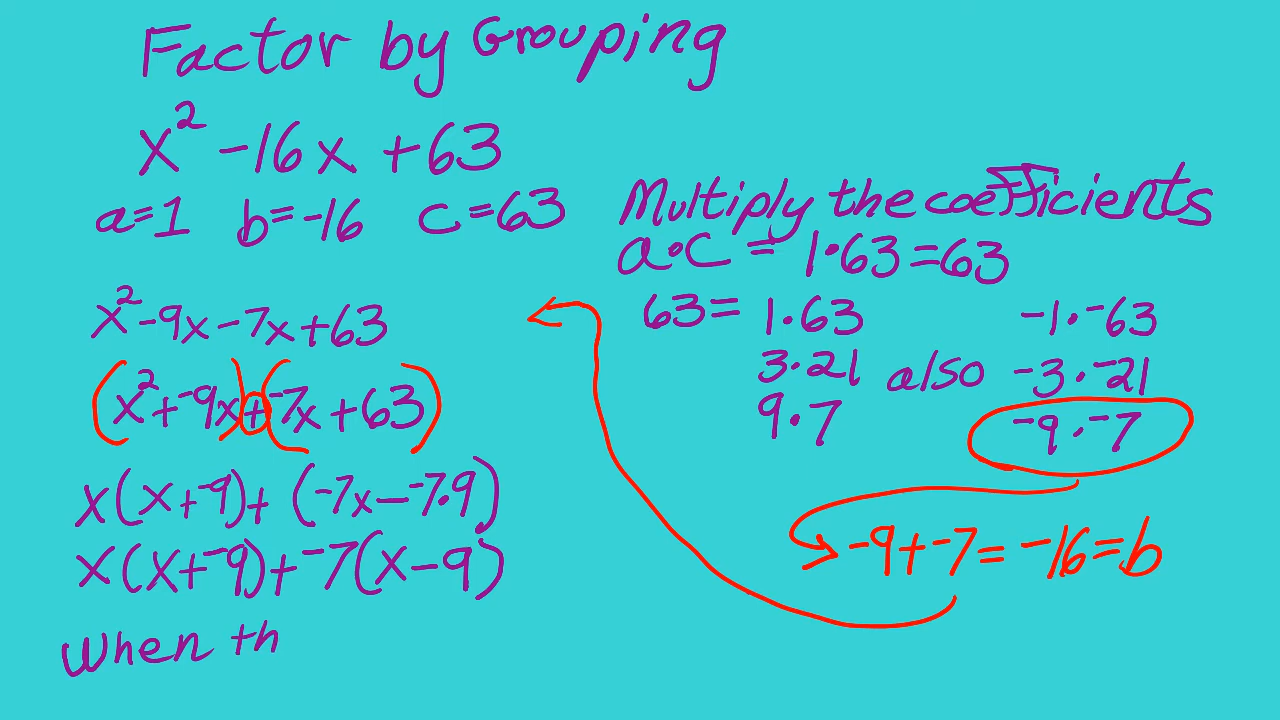 Factor by Grouping
x² -16x +63
a=1 b=-16 c=63
x² -9x -7x +63
(x² + -9x) + (-7x +63)
x(x + -9) + (-7x - -7·9)
x(x + -9) + -7(x - 9)
When th
Multiply the coefficients
a·c = 1·63 = 63
63 = 1·63 -1·-63
3·21 also -3·-21
9·7 -9·-7
-9 + -7 = -16 = b